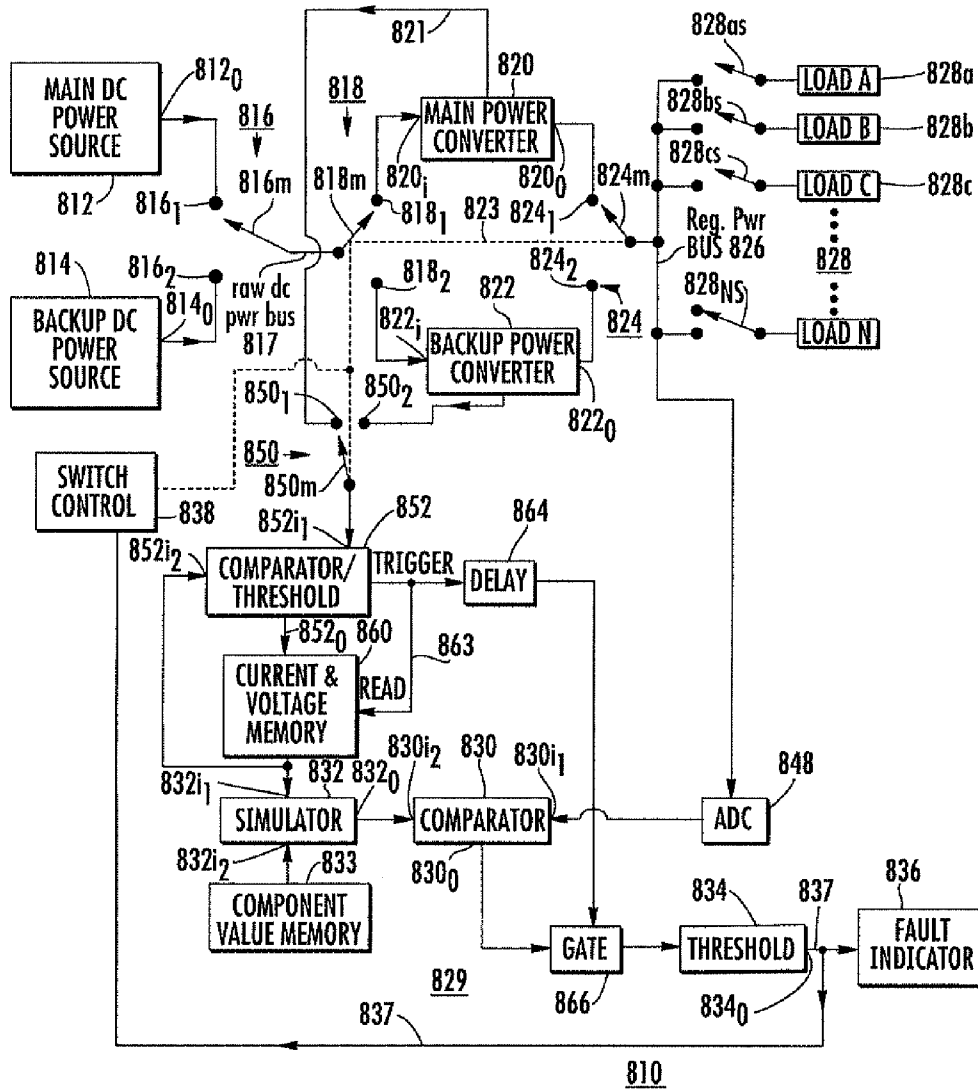 821
828as
MAIN DC
POWER
SOURCE
812₀
812
816
818
820
MAIN POWER
CONVERTER
LOAD A
828a
828bs
LOAD B
828b
828cs
LOAD C
828c
816m
818m
820i
820₀
824m
816₁
818₁
824₁
823
Reg. Pwr
BUS 826
828
814
816₂
814₀
BACKUP DC
POWER
SOURCE
raw dc
pwr bus
817
818₂
824₂
822
822i
824
828NS
BACKUP POWER
CONVERTER
LOAD N
822₀
850₁
850₂
850
850m
SWITCH
CONTROL
838
852i₁
852
864
852i₂
COMPARATOR/
THRESHOLD
TRIGGER
DELAY
852₀
860
863
CURRENT &
VOLTAGE
MEMORY
READ
830i₂
830
830i₁
832i₁
832
832₀
848
SIMULATOR
COMPARATOR
ADC
832i₂
833
830₀
COMPONENT
VALUE MEMORY
834
837
836
GATE
THRESHOLD
FAULT
INDICATOR
829
866
834₀
837
810